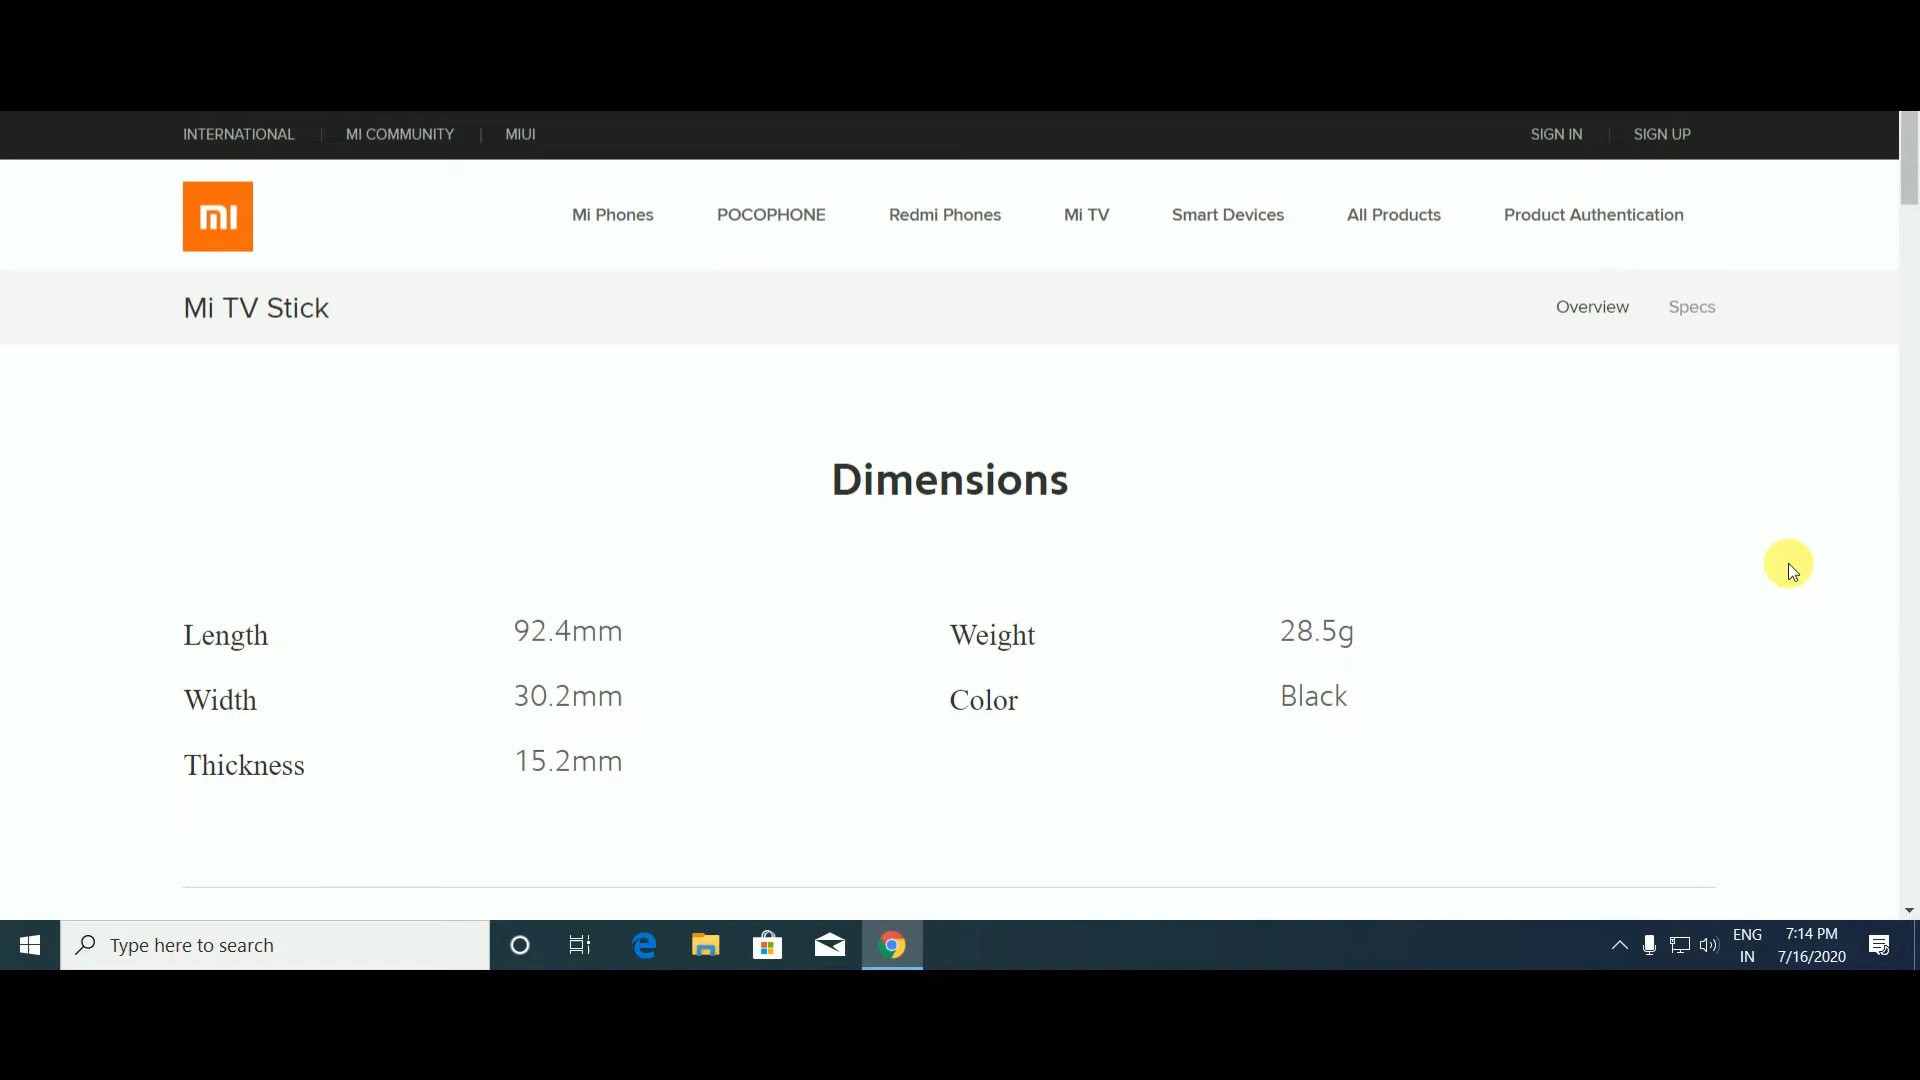 INTERNATIONAL | MI COMMUNITY | MIUI SIGN IN | SIGN UP
mi Mi Phones POCOPHONE Redmi Phones Mi TV Smart Devices All Products Product Authentication
Mi TV Stick Overview Specs
Dimensions
Length 92.4mm Weight 28.5g
Width 30.2mm Color Black
Thickness 15.2mm
Type here to search
ENG 7:14 PM
IN 7/16/2020